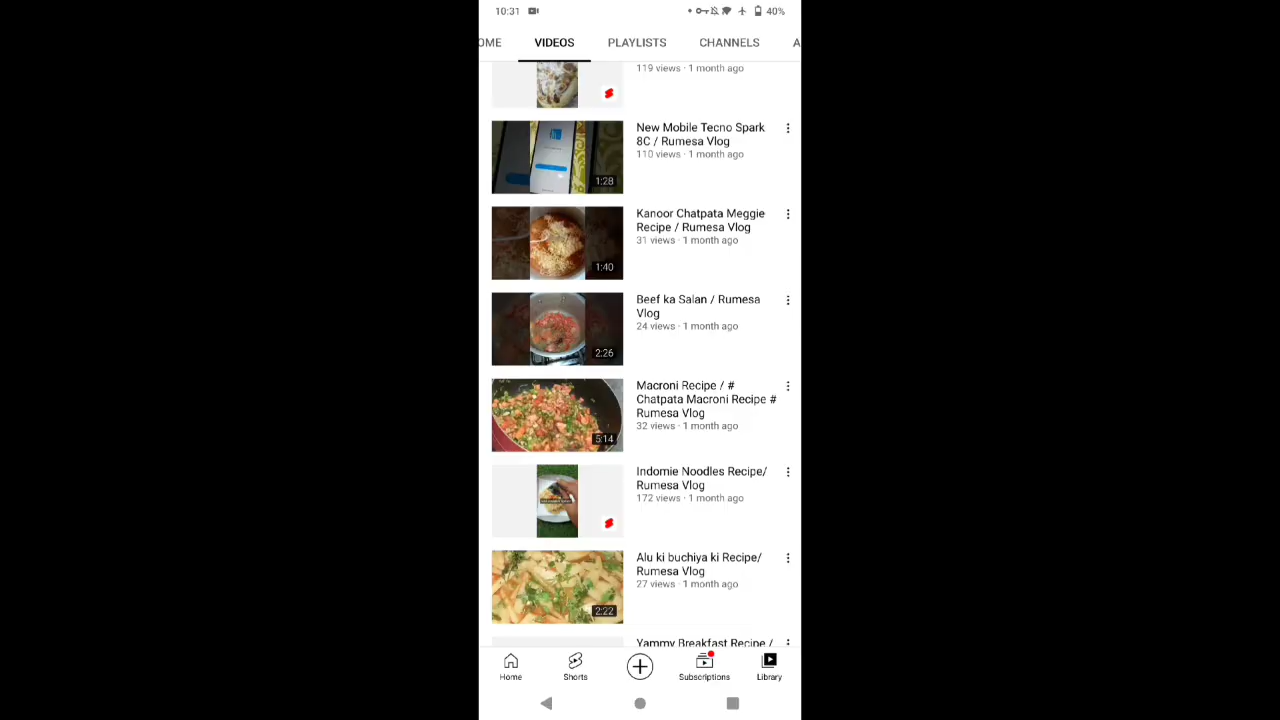 10:31
40%
OME VIDEOS PLAYLISTS CHANNELS A
119 views · 1 month ago
New Mobile Tecno Spark
8C / Rumesa Vlog
110 views · 1 month ago
1:28
Kanoor Chatpata Meggie
Recipe / Rumesa Vlog
31 views · 1 month ago
1:40
Beef ka Salan / Rumesa
Vlog
24 views · 1 month ago
2:26
Macroni Recipe / #
Chatpata Macroni Recipe #
Rumesa Vlog
32 views · 1 month ago
5:14
Indomie Noodles Recipe/
Rumesa Vlog
172 views · 1 month ago
Alu ki buchiya ki Recipe/
Rumesa Vlog
27 views · 1 month ago
2:22
Yammy Breakfast Recipe /
Home Shorts Subscriptions Library